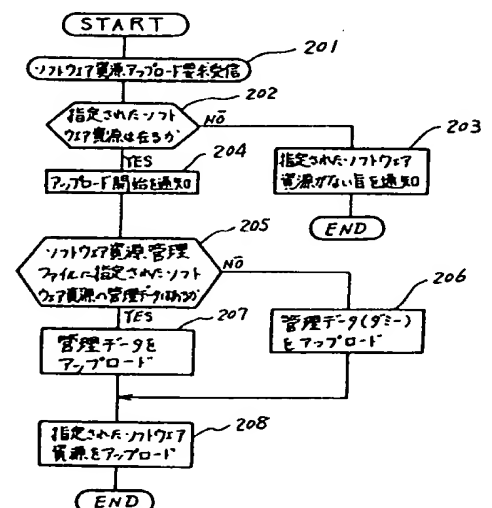 START
201
ソフトウェア資源アップロード要求受信
202
指定されたソフト
ウェア資源は在るか
NO
203
YES
204
指定されたソフトウェア
資源がない旨を通知
アップロード開始を通知
END
205
ソフトウェア資源管理
ファイルに指定されたソフト
ウェア資源の管理データはあるか
NO
206
YES
207
管理データ(ダミー)
をアップロード
管理データを
アップロード
208
指定されたソフトウェア
資源をアップロード
END